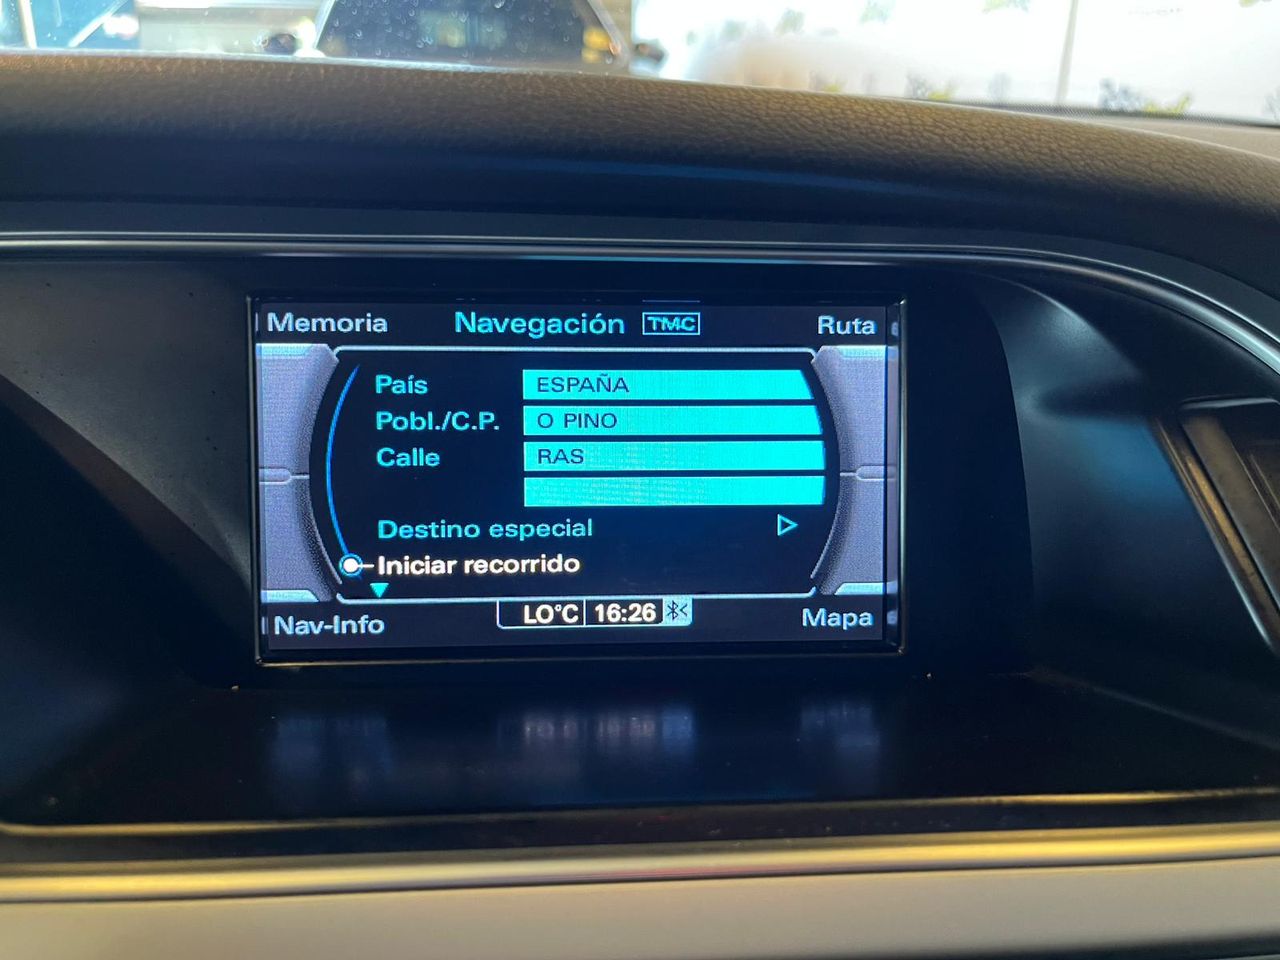 Memoria Navegación TMC Ruta
País ESPAÑA
Pobl./C.P. O PINO
Calle RAS
Destino especial
Iniciar recorrido
Nav-Info LO°C 16:26 Mapa